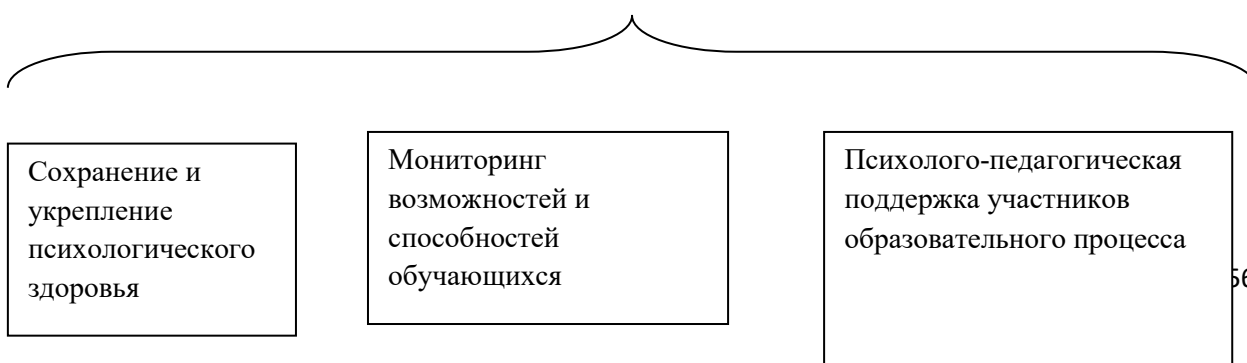 Сохранение и
укрепление
психологического
здоровья
Мониторинг
возможностей и
способностей
обучающихся
Психолого-педагогическая
поддержка участников
образовательного процесса